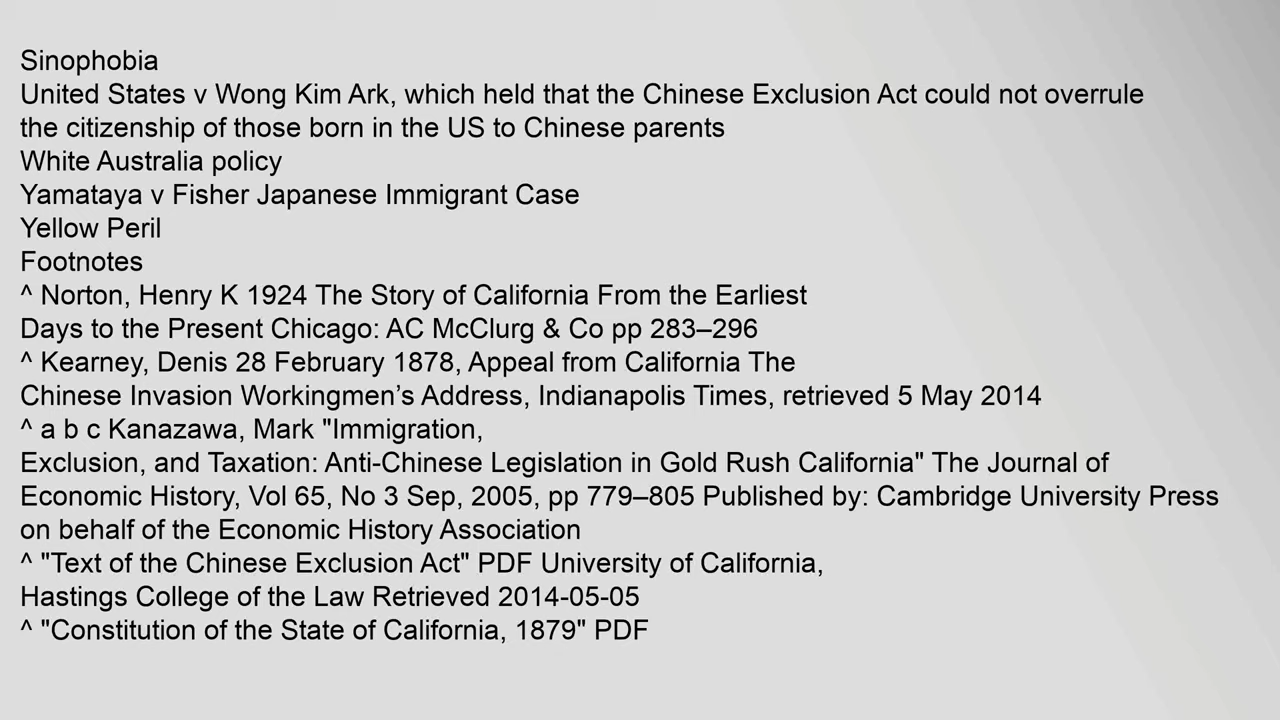 Sinophobia
United States v Wong Kim Ark, which held that the Chinese Exclusion Act could not overrule
the citizenship of those born in the US to Chinese parents
White Australia policy
Yamataya v Fisher Japanese Immigrant Case
Yellow Peril
Footnotes
^ Norton, Henry K 1924 The Story of California From the Earliest
Days to the Present Chicago: AC McClurg & Co pp 283–296
^ Kearney, Denis 28 February 1878, Appeal from California The
Chinese Invasion Workingmen’s Address, Indianapolis Times, retrieved 5 May 2014
^ a b c Kanazawa, Mark "Immigration,
Exclusion, and Taxation: Anti-Chinese Legislation in Gold Rush California" The Journal of
Economic History, Vol 65, No 3 Sep, 2005, pp 779–805 Published by: Cambridge University Press
on behalf of the Economic History Association
^ "Text of the Chinese Exclusion Act" PDF University of California,
Hastings College of the Law Retrieved 2014-05-05
^ "Constitution of the State of California, 1879" PDF